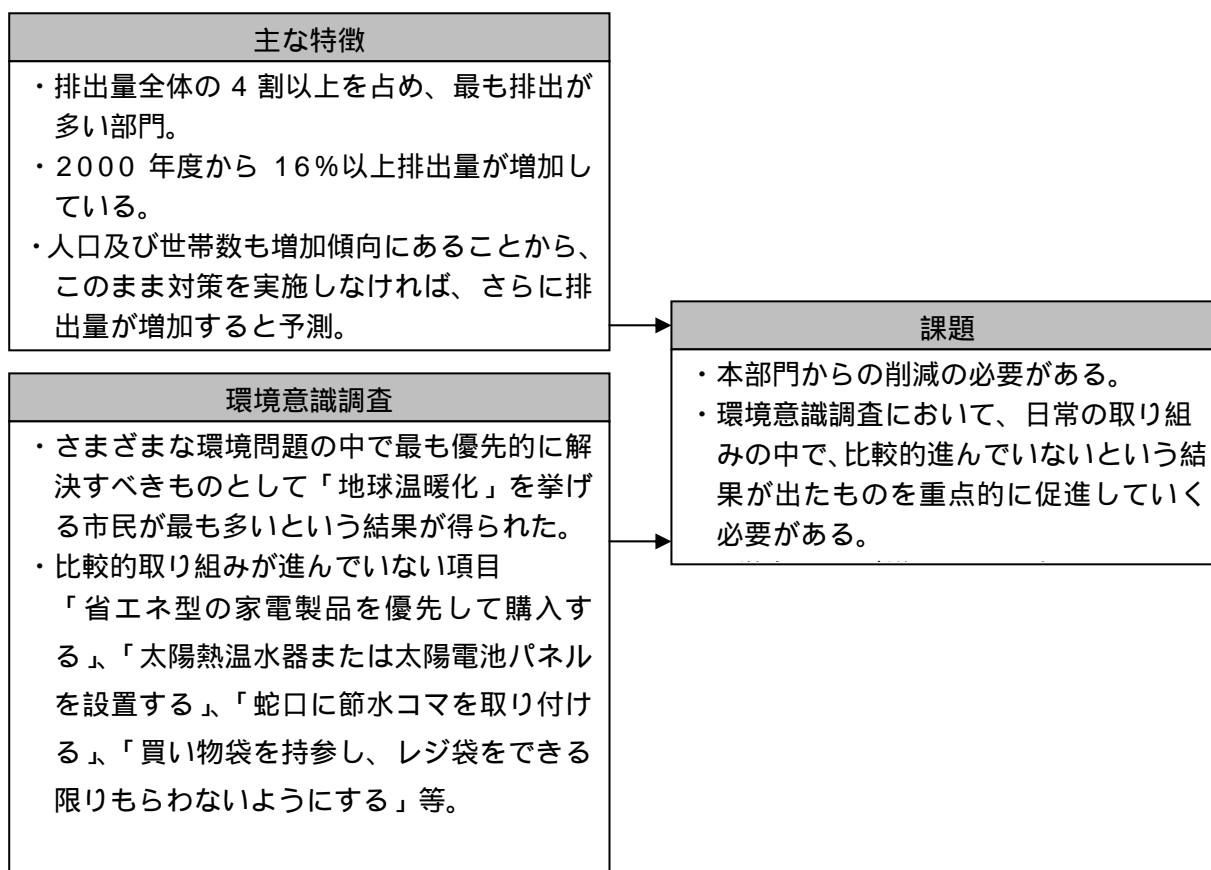 主な特徴
・排出量全体の 4 割以上を占め、最も排出が
多い部門。
・2000 年度から 16%以上排出量が増加し
ている。
・人口及び世帯数も増加傾向にあることから、
このまま対策を実施しなければ、さらに排
出量が増加すると予測。
環境意識調査
・さまざまな環境問題の中で最も優先的に解
決すべきものとして「地球温暖化」を挙げ
る市民が最も多いという結果が得られた。
・比較的取り組みが進んでいない項目
「省エネ型の家電製品を優先して購入す
る」、「太陽熱温水器または太陽電池パネル
を設置する」、「蛇口に節水コマを取り付け
る」、「買い物袋を持参し、レジ袋をできる
限りもらわないようにする」等。
課題
・本部門からの削減の必要がある。
・環境意識調査において、日常の取り組
みの中で、比較的進んでいないという結
果が出たものを重点的に促進していく
必要がある。